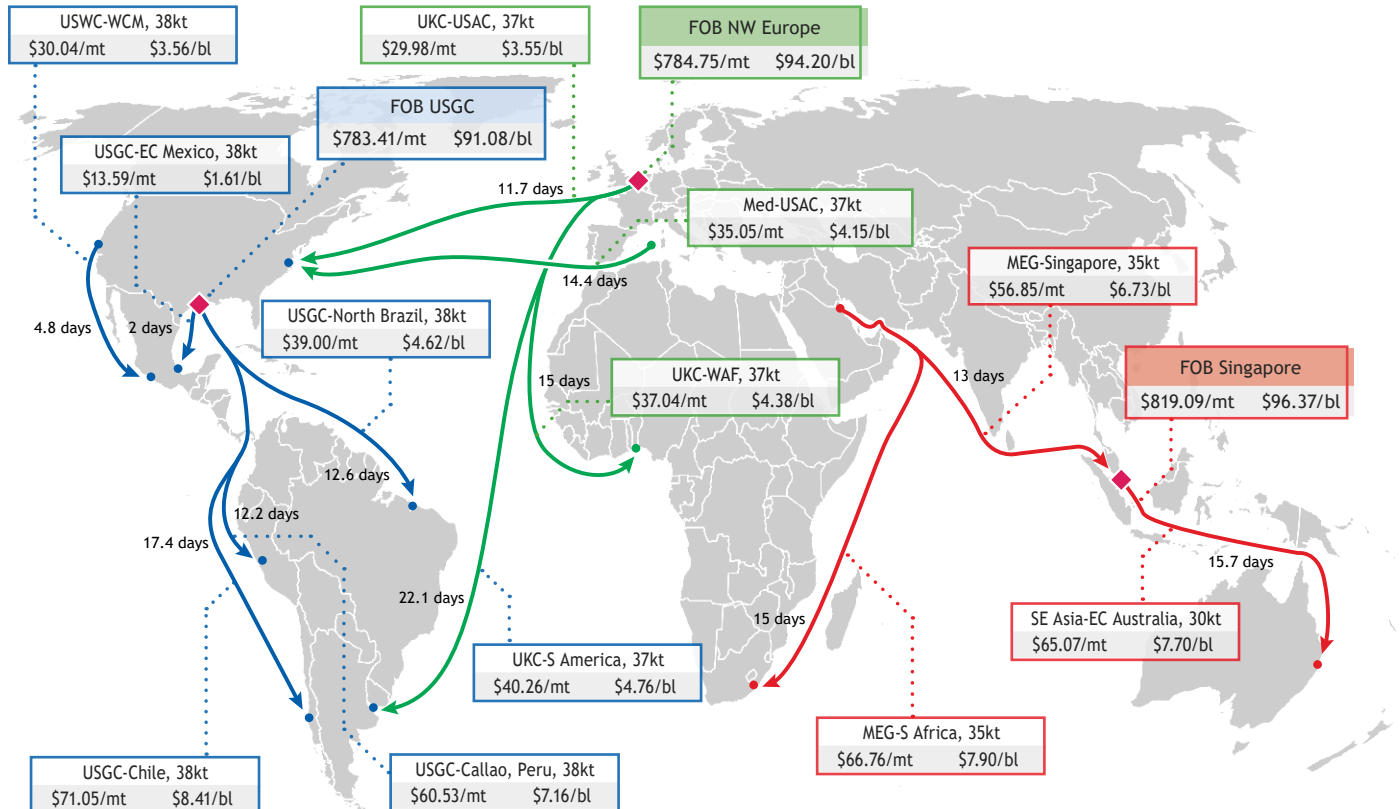 USWC-WCM, 38kt
$30.04/mt $3.56/bl
UKC-USAC, 37kt
$29.98/mt $3.55/bl
FOB NW Europe
$784.75/mt $94.20/bl
FOB USGC
$783.41/mt $91.08/bl
USGC-EC Mexico, 38kt
$13.59/mt $1.61/bl
11.7 days
Med-USAC, 37kt
$35.05/mt $4.15/bl
14.4 days
MEG-Singapore, 35kt
$56.85/mt $6.73/bl
4.8 days
2 days
USGC-North Brazil, 38kt
$39.00/mt $4.62/bl
15 days
UKC-WAF, 37kt
$37.04/mt $4.38/bl
13 days
FOB Singapore
$819.09/mt $96.37/bl
12.6 days
12.2 days
17.4 days
22.1 days
15 days
15.7 days
SE Asia-EC Australia, 30kt
$65.07/mt $7.70/bl
UKC-S America, 37kt
$40.26/mt $4.76/bl
MEG-S Africa, 35kt
$66.76/mt $7.90/bl
USGC-Chile, 38kt
$71.05/mt $8.41/bl
USGC-Callao, Peru, 38kt
$60.53/mt $7.16/bl